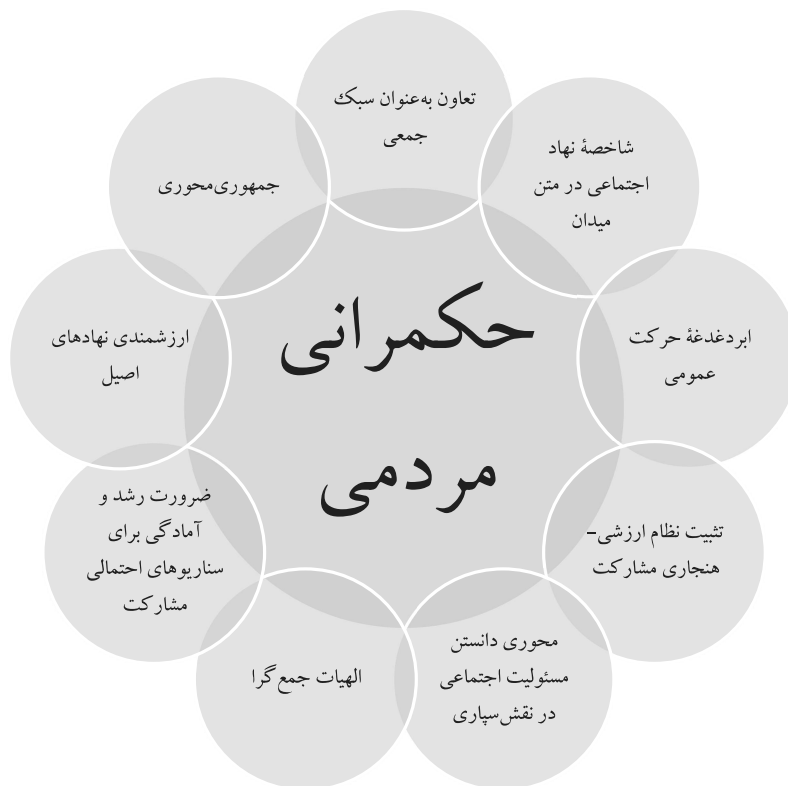 تعاون به‌عنوان سبک
جمعی
شاخصهٔ نهاد
اجتماعی در متن
میدان
ابردغدغهٔ حرکت
عمومی
تثبیت نظام ارزشی-
هنجاری مشارکت
محوری دانستن
مسئولیت اجتماعی
در نقش‌سپاری
الهیات جمع‌گرا
ضرورت رشد و
آمادگی برای
سناریوهای احتمالی
مشارکت
ارزشمندی نهادهای
اصیل
جمهوری‌محوری
حکمرانی
مردمی